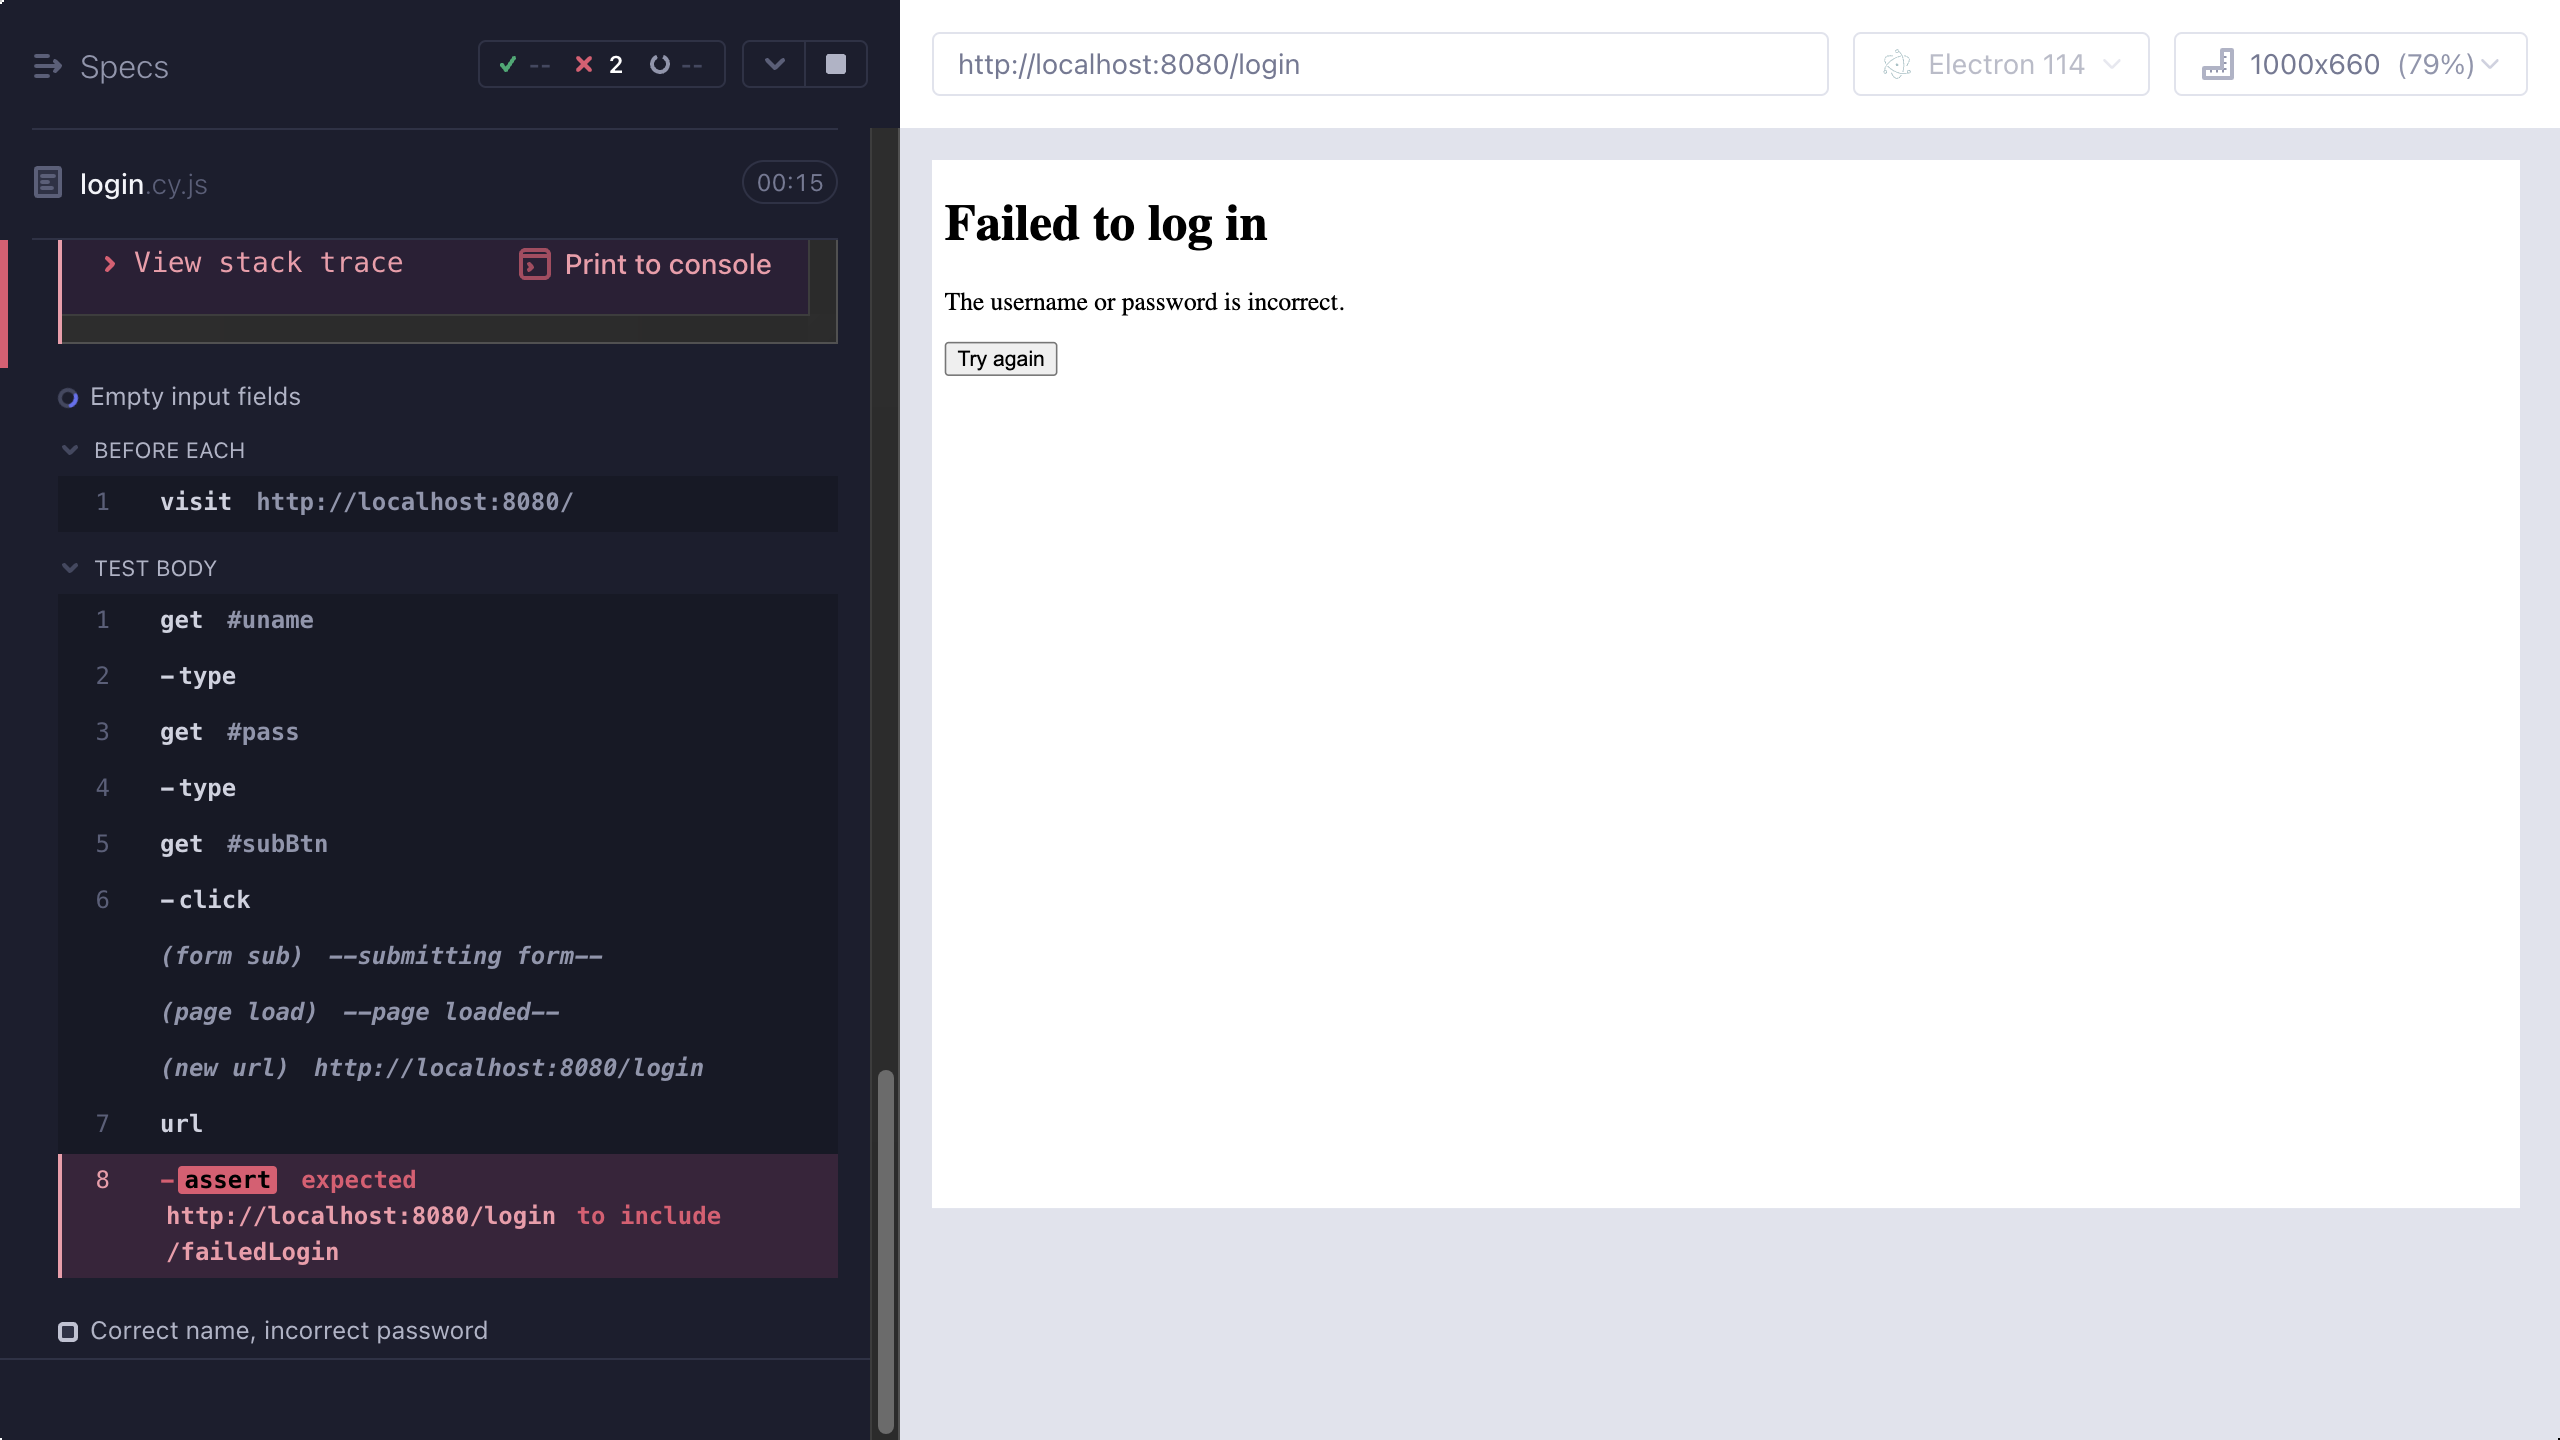 Specs
-- 2 --
login.cy.js 00:15
View stack trace Print to console
Empty input fields
BEFORE EACH
1 visit http://localhost:8080/
TEST BODY
1 get #uname
2 -type
3 get #pass
4 -type
5 get #subBtn
6 -click
(form sub) --submitting form--
(page load) --page loaded--
(new url) http://localhost:8080/login
7 url
8 -assert expected
http://localhost:8080/login to include
/failedLogin
Correct name, incorrect password
http://localhost:8080/login Electron 114 1000x660 (79%)
Failed to log in
The username or password is incorrect.
Try again